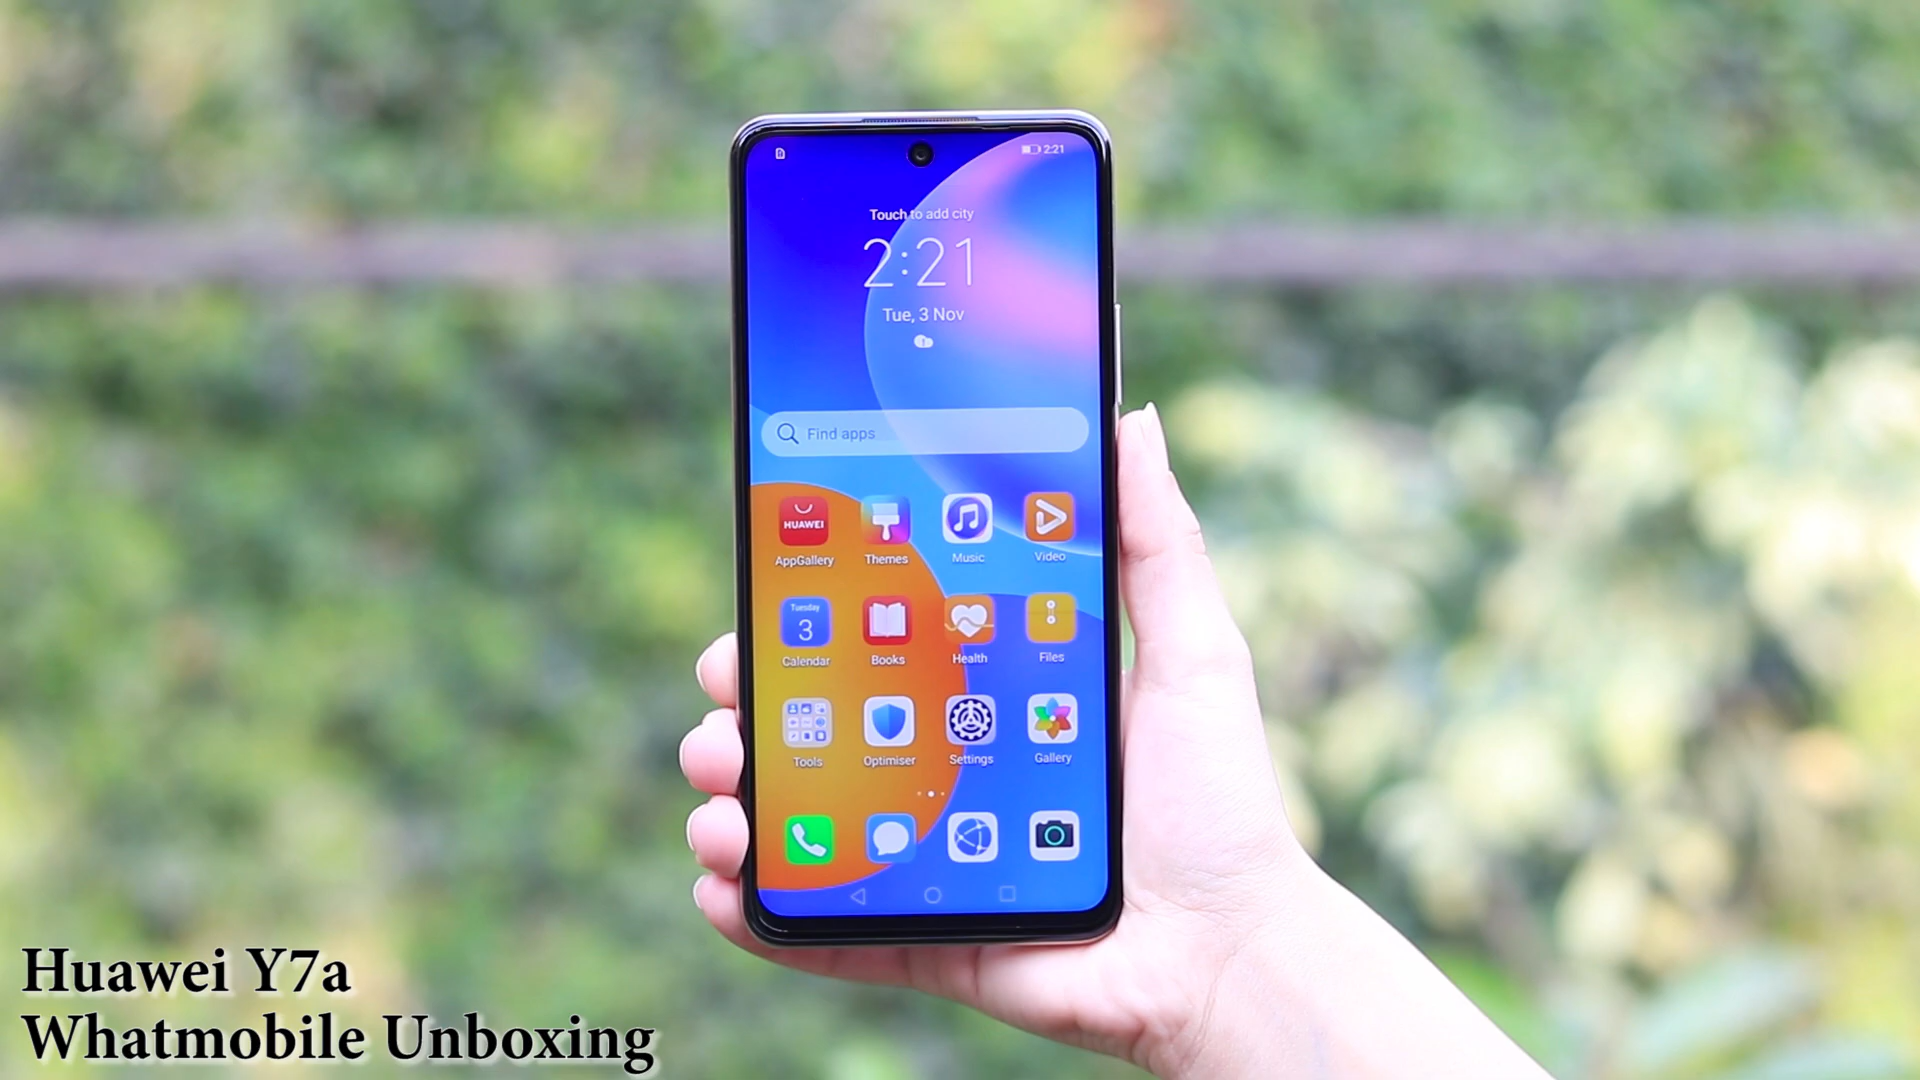 2:21
Touch to add city
2:21
Tue, 3 Nov
Find apps
HUAWEI
AppGallery
Themes
Music
Video
Tuesday
3
Calendar
Books
Health
Files
Tools
Optimiser
Settings
Gallery
Huawei Y7a
Whatmobile Unboxing